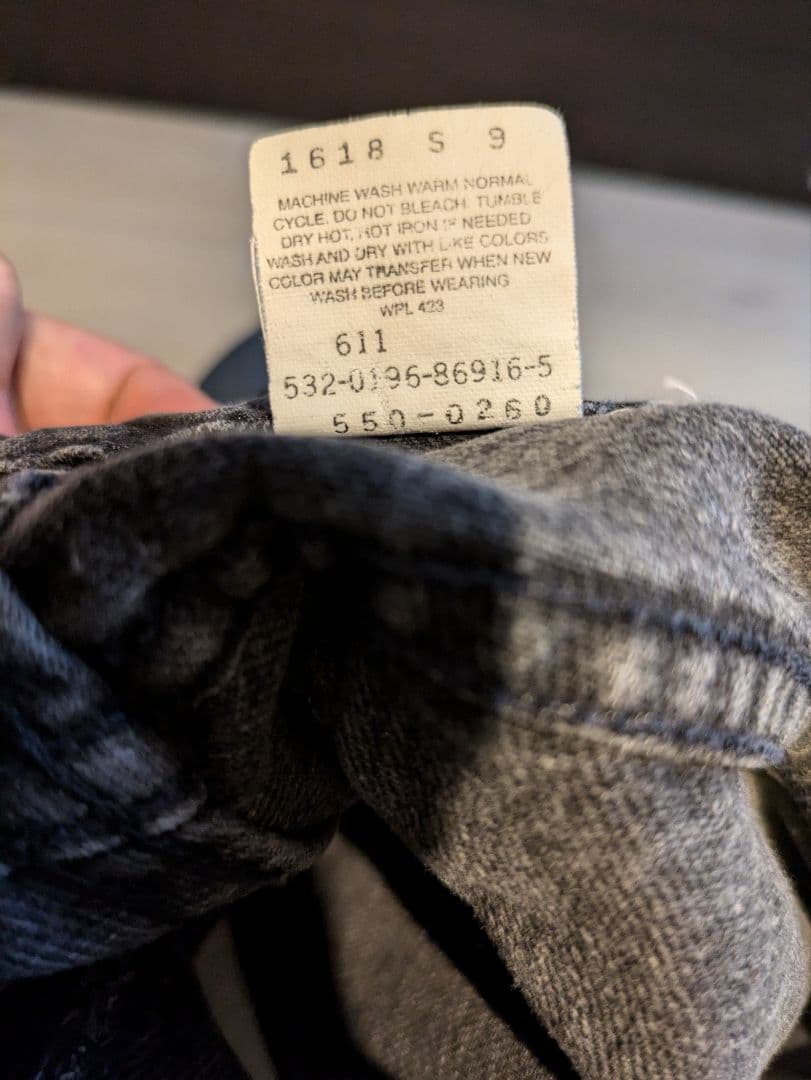 1618 S 9
MACHINE WASH WARM NORMAL
CYCLE. DO NOT BLEACH. TUMBLE
DRY HOT, HOT IRON IF NEEDED
WASH AND DRY WITH LIKE COLORS
COLOR MAY TRANSFER WHEN NEW
WASH BEFORE WEARING
WPL 423
611
532-0196-86916-5
550-0260